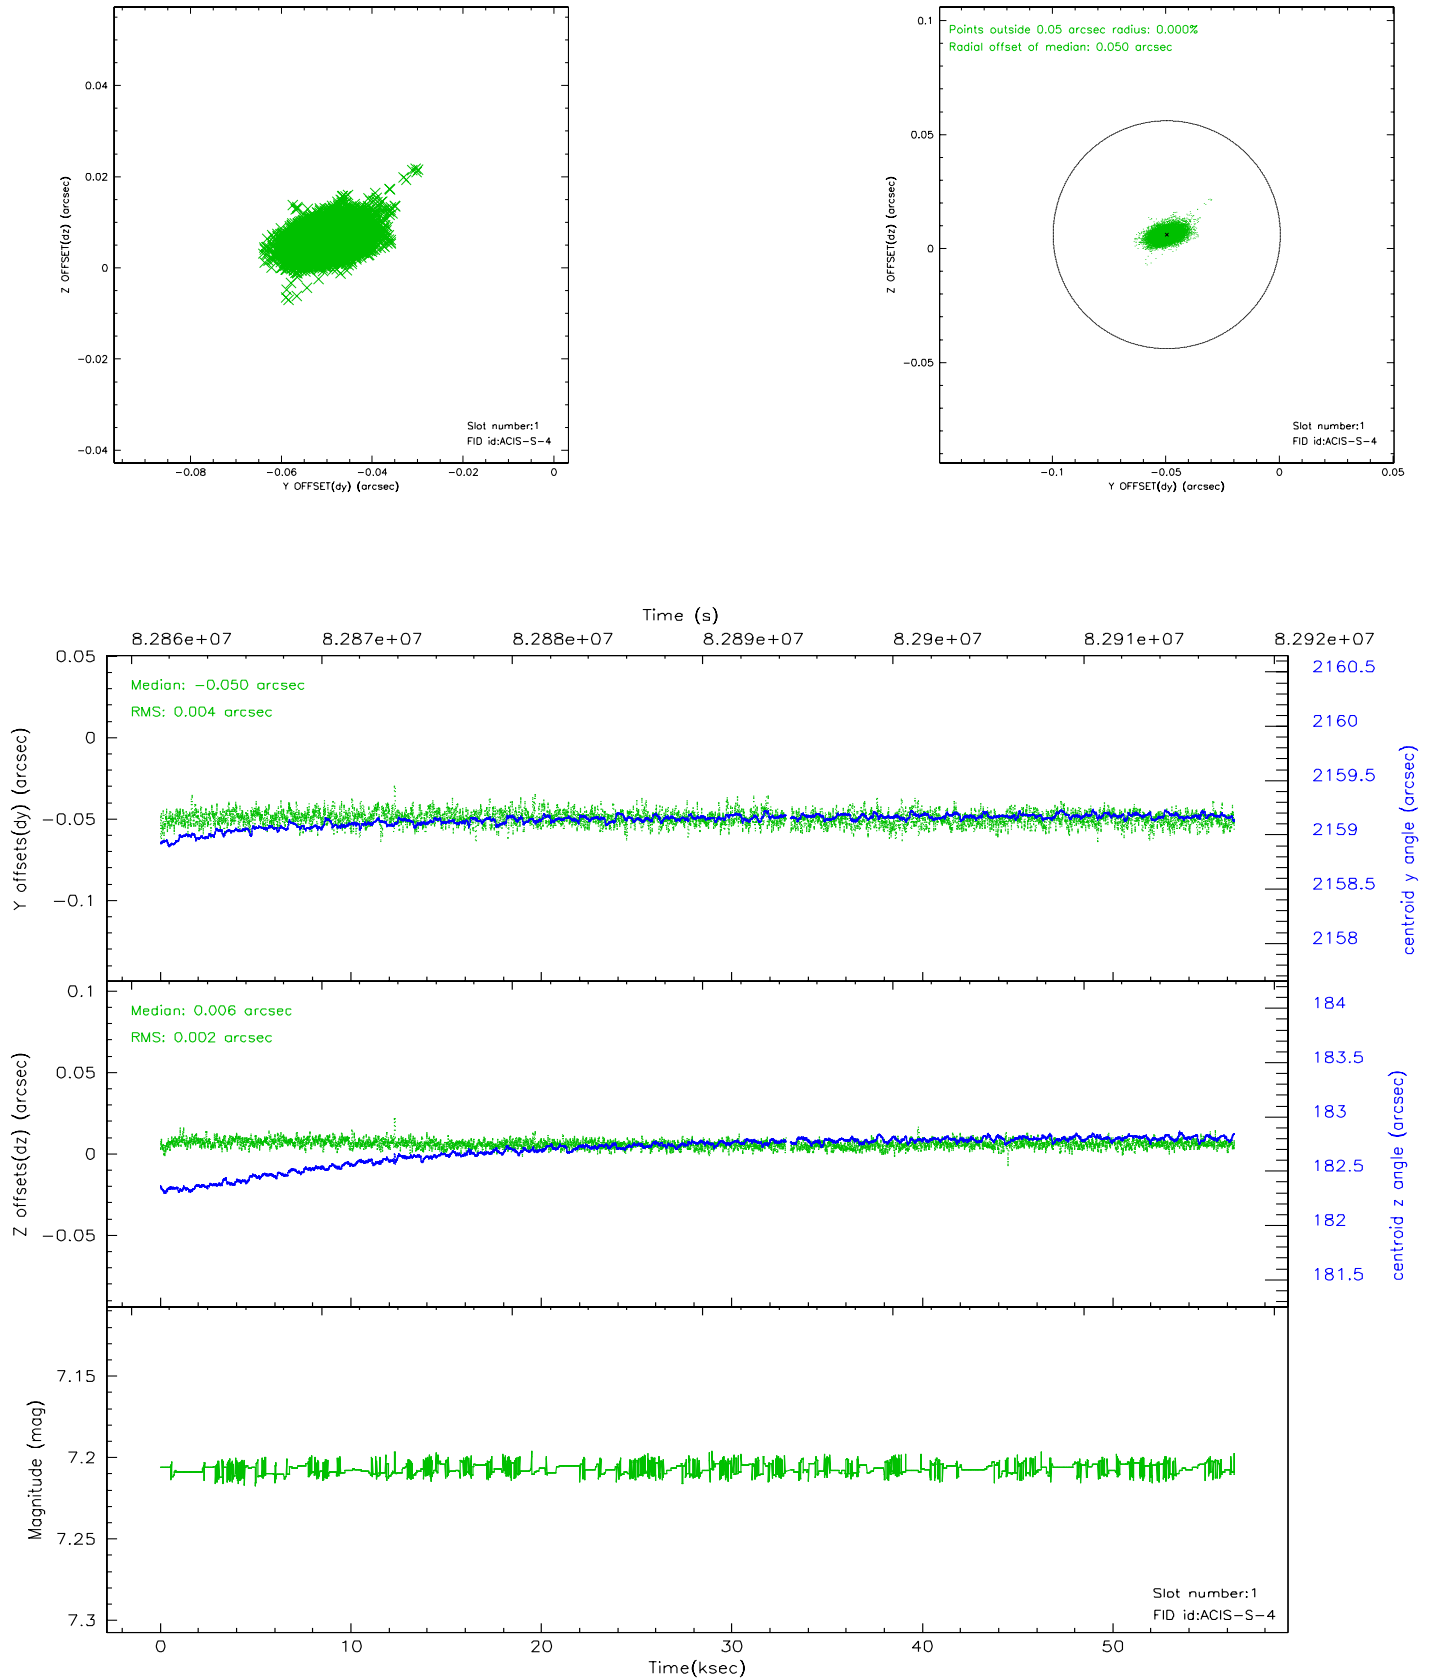 0.04
0.02
0
−0.02
−0.04
Z OFFSET(dz) (arcsec)
Slot number:1
FID id:ACIS−S−4
−0.08
−0.06
−0.04
−0.02
0
Y OFFSET(dy) (arcsec)
Points outside 0.05 arcsec radius: 0.000%
Radial offset of median: 0.050 arcsec
0.1
0.05
0
−0.05
Z OFFSET(dz) (arcsec)
Slot number:1
FID id:ACIS−S−4
−0.1
−0.05
0
0.05
Y OFFSET(dy) (arcsec)
Time (s)
8.286e+07
8.287e+07
8.288e+07
8.289e+07
8.29e+07
8.291e+07
8.292e+07
0.05
0
−0.05
−0.1
Y offsets(dy) (arcsec)
Median: −0.050 arcsec
RMS: 0.004 arcsec
2160.5
2160
2159.5
2159
2158.5
2158
centroid y angle (arcsec)
0.1
0.05
0
−0.05
Z offsets(dz) (arcsec)
Median: 0.006 arcsec
RMS: 0.002 arcsec
184
183.5
183
182.5
182
181.5
centroid z angle (arcsec)
7.15
7.2
7.25
7.3
Magnitude (mag)
Slot number:1
FID id:ACIS−S−4
0
10
20
30
40
50
Time(ksec)